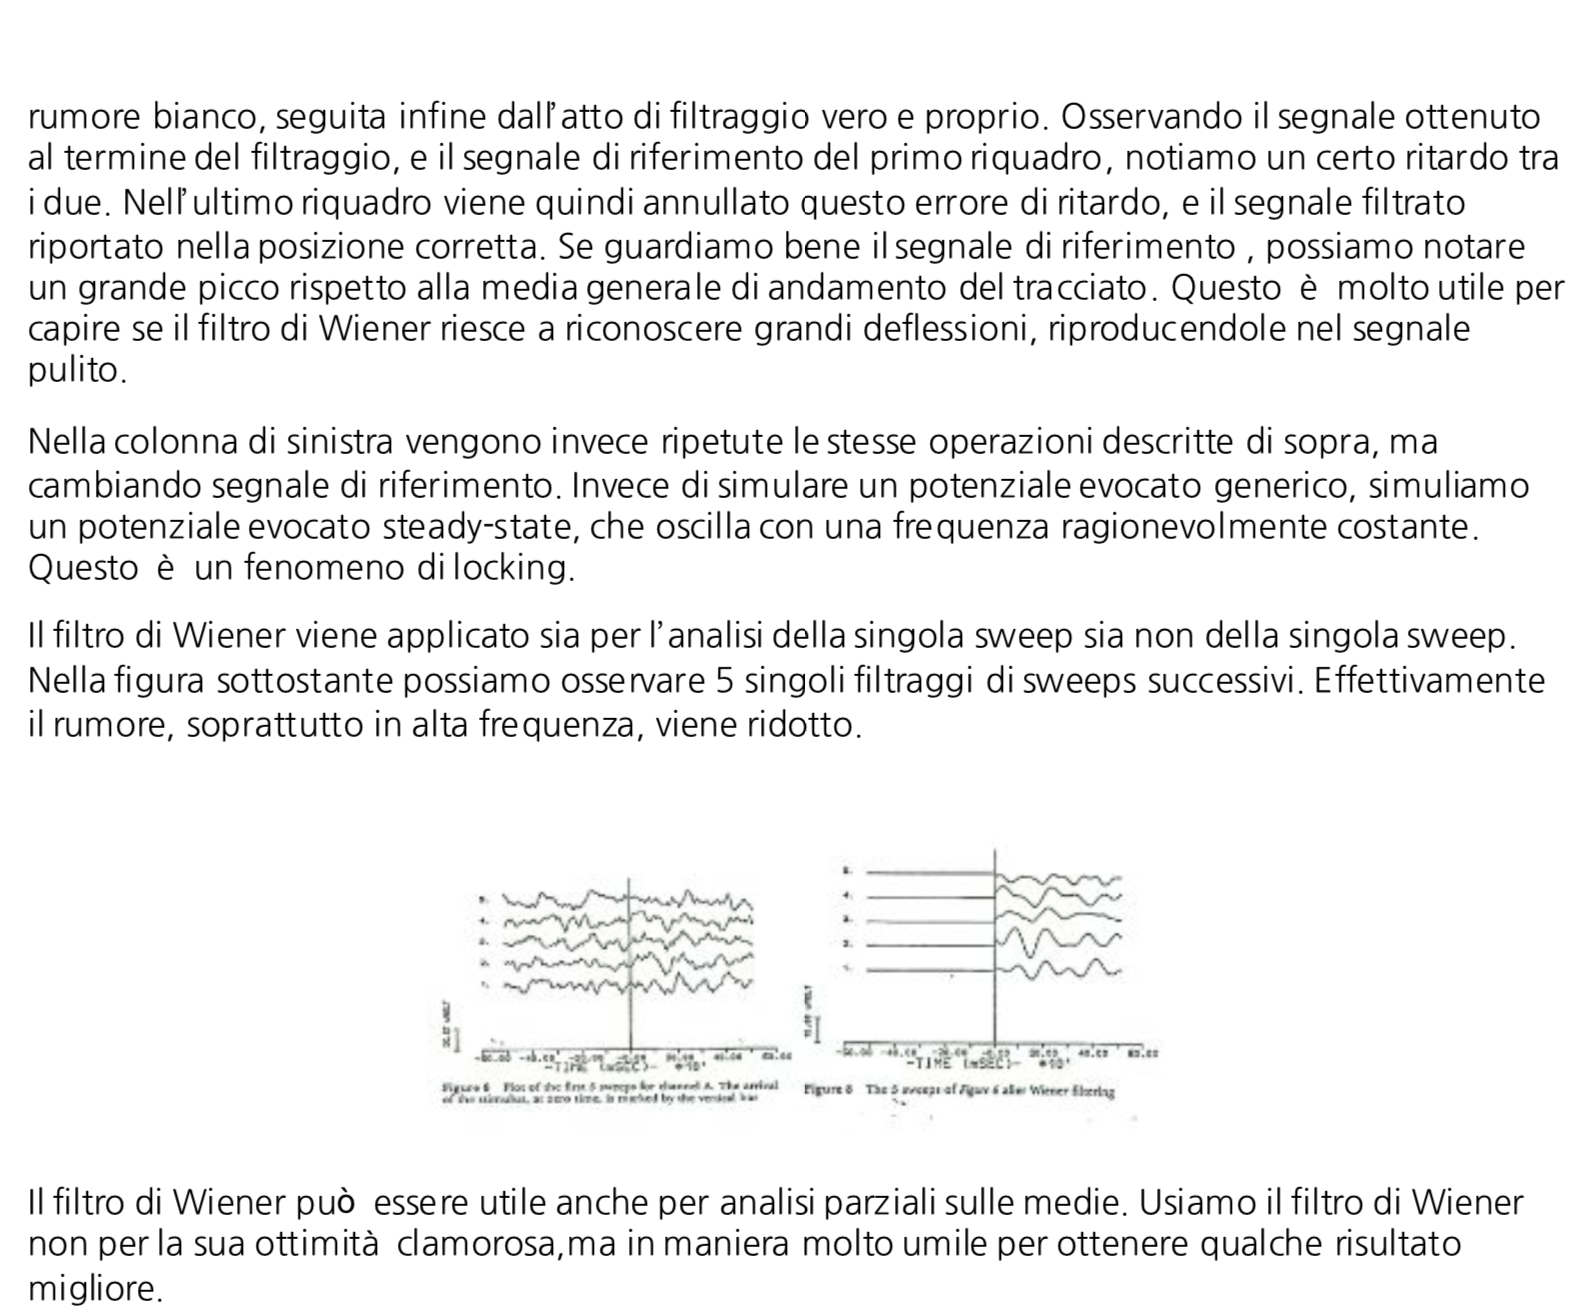 rumore bianco, seguita infine dall'atto di filtraggio vero e proprio. Osservando il segnale ottenuto
al termine del filtraggio, e il segnale di riferimento del primo riquadro, notiamo un certo ritardo tra
i due. Nell'ultimo riquadro viene quindi annullato questo errore di ritardo, e il segnale filtrato
riportato nella posizione corretta. Se guardiamo bene il segnale di riferimento , possiamo notare
un grande picco rispetto alla media generale di andamento del tracciato. Questo è molto utile per
capire se il filtro di Wiener riesce a riconoscere grandi deflessioni, riproducendole nel segnale
pulito.
Nella colonna di sinistra vengono invece ripetute le stesse operazioni descritte di sopra, ma
cambiando segnale di riferimento. Invece di simulare un potenziale evocato generico, simuliamo
un potenziale evocato steady-state, che oscilla con una frequenza ragionevolmente costante.
Questo è un fenomeno di locking.
Il filtro di Wiener viene applicato sia per l'analisi della singola sweep sia non della singola sweep.
Nella figura sottostante possiamo osservare 5 singoli filtraggi di sweeps successivi. Effettivamente
il rumore, soprattutto in alta frequenza, viene ridotto.
-TIME (mSEC)-
-TIME (mSEC)-
Figure 6 Plot of the first 5 sweeps for channel A. The arrival
of the stimulus, at zero time, is marked by the vertical bar
Figure 8 The 5 sweeps of Figure 6 after Wiener filtering
Il filtro di Wiener può essere utile anche per analisi parziali sulle medie. Usiamo il filtro di Wiener
non per la sua ottimità clamorosa,ma in maniera molto umile per ottenere qualche risultato
migliore.